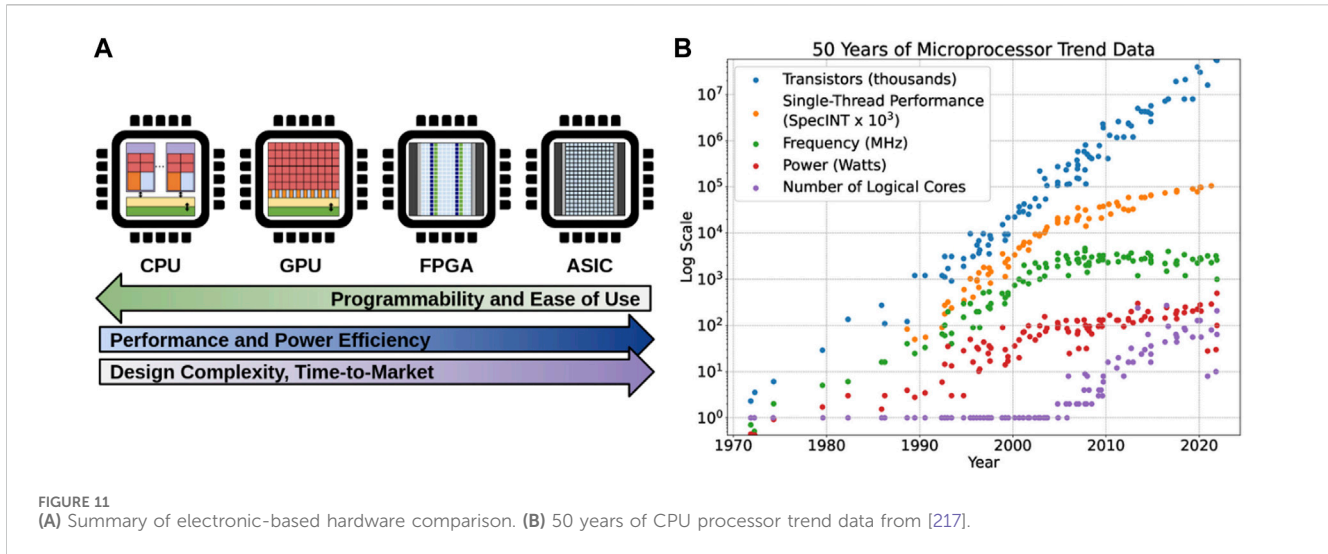 A
CPU
GPU
FPGA
ASIC
Programmability and Ease of Use
Performance and Power Efficiency
Design Complexity, Time-to-Market
B
50 Years of Microprocessor Trend Data
Transistors (thousands)
Single-Thread Performance
(SpecINT x 10³)
Frequency (MHz)
Power (Watts)
Number of Logical Cores
Log Scale
10⁷
10⁶
10⁵
10⁴
10³
10²
10¹
10⁰
1970 1980 1990 2000 2010 2020
Year
FIGURE 11
(A) Summary of electronic-based hardware comparison. (B) 50 years of CPU processor trend data from [217].